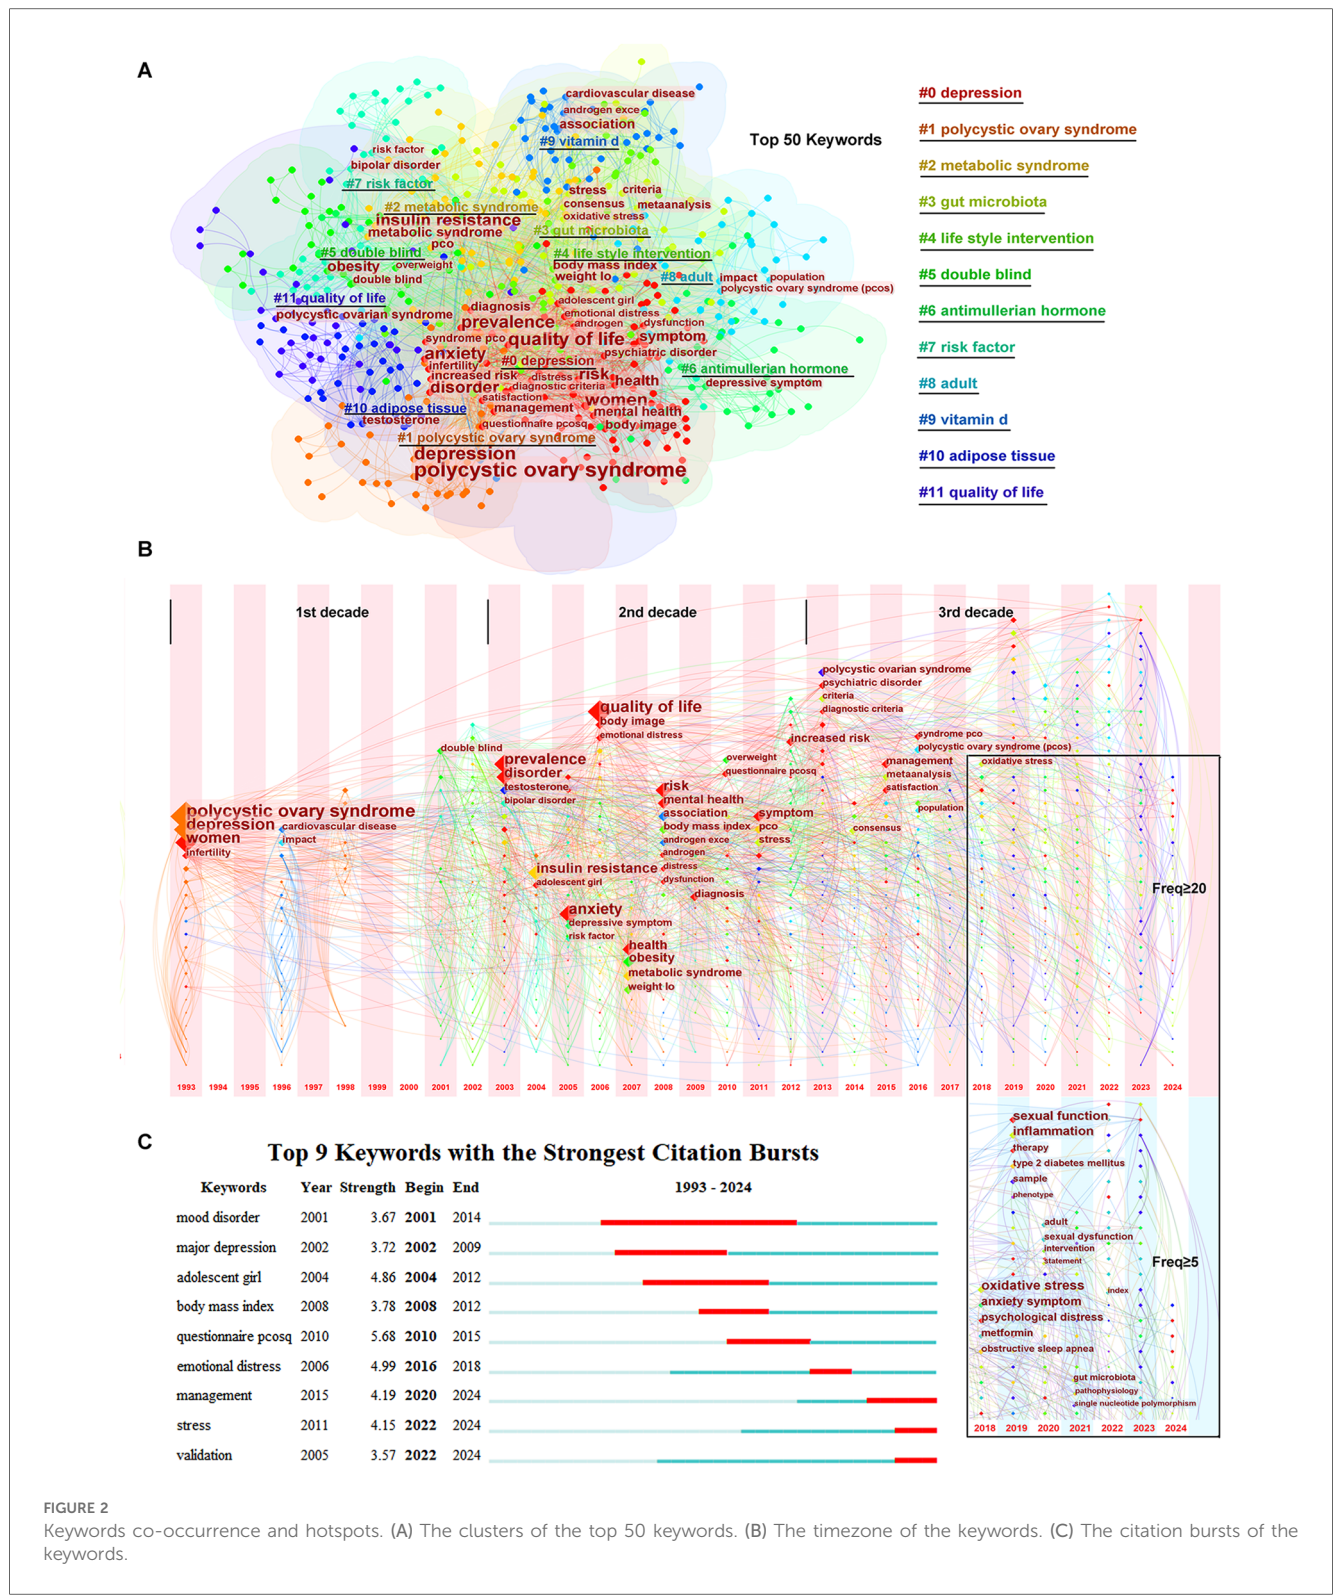 A
cardiovascular disease
androgen exce
association
#9 vitamin d
Top 50 Keywords
risk factor
bipolar disorder
#7 risk factor
stress
criteria
consensus
metaanalysis
oxidative stress
#2 metabolic syndrome
insulin resistance
metabolic syndrome
pco
#3 gut microbiota
#5 double blind
obesity
overweight
double blind
#4 life style intervention
body mass index
weight lo
#8 adult
impact
population
polycystic ovary syndrome (pcos)
#11 quality of life
polycystic ovarian syndrome
diagnosis
adolescent girl
emotional distress
prevalence
androngen
dysfunction
syndrome pco
quality of life
symptom
anxiety
psychiatric disorder
infertility
#0 depression
#6 antimullerian hormone
increased risk
distress
risk
health
depressive symptom
disorder
diagnostic criteria
satisfaction
women
#10 adipose tissue
management
mental health
testosterone
questionnaire pcosq
body image
#1 polycystic ovary syndrome
depression
polycystic ovary syndrome
#0 depression
#1 polycystic ovary syndrome
#2 metabolic syndrome
#3 gut microbiota
#4 life style intervention
#5 double blind
#6 antimullerian hormone
#7 risk factor
#8 adult
#9 vitamin d
#10 adipose tissue
#11 quality of life
B
1st decade
2nd decade
3rd decade
polycystic ovary syndrome
depression
women
infertility
cardiovascular disease
impact
double blind
prevalence
disorder
testosterone
bipolar disorder
insulin resistance
adolescent girl
anxiety
depressive symptom
risk factor
quality of life
body image
emotional distress
health
obesity
metabolic syndrome
weight lo
risk
mental health
association
body mass index
androgen exce
androgen
distress
dysfunction
diagnosis
overweight
questionnaire pcosq
symptom
pco
stress
increased risk
polycystic ovarian syndrome
psychiatric disorder
criteria
diagnostic criteria
consensus
management
metaanalysis
satisfaction
syndrome pco
polycystic ovary syndrome (pcos)
population
oxidative stress
Freq≥20
1993 1994 1995 1996 1997 1998 1999 2000 2001 2002 2003 2004 2005 2006 2007 2008 2009 2010 2011 2012 2013 2014 2015 2016 2017 2018 2019 2020 2021 2022 2023 2024
sexual function
inflammation
therapy
type 2 diabetes mellitus
sample
phenotype
adult
sexual dysfunction
intervention
statement
Freq≥5
oxidative stress
index
anxiety symptom
psychological distress
metformin
obstructive sleep apnea
gut microbiota
pathophysiology
single nucleotide polymorphism
2018 2019 2020 2021 2022 2023 2024
C
Top 9 Keywords with the Strongest Citation Bursts
Keywords Year Strength Begin End 1993 - 2024
mood disorder 2001 3.67 2001 2014
major depression 2002 3.72 2002 2009
adolescent girl 2004 4.86 2004 2012
body mass index 2008 3.78 2008 2012
questionnaire pcosq 2010 5.68 2010 2015
emotional distress 2006 4.99 2016 2018
management 2015 4.19 2020 2024
stress 2011 4.15 2022 2024
validation 2005 3.57 2022 2024
FIGURE 2
Keywords co-occurrence and hotspots. (A) The clusters of the top 50 keywords. (B) The timezone of the keywords. (C) The citation bursts of the
keywords.